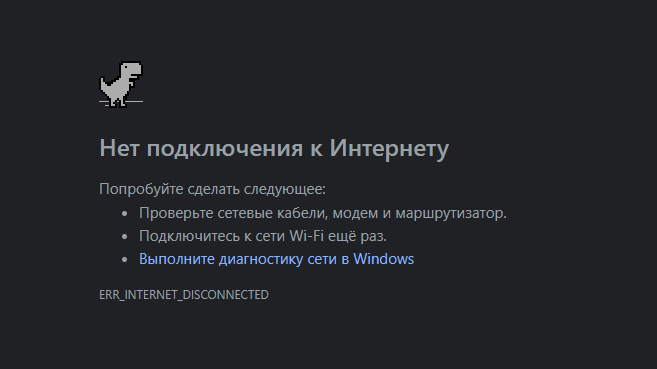 Нет подключения к Интернету
Попробуйте сделать следующее:
• Проверьте сетевые кабели, модем и маршрутизатор.
• Подключитесь к сети Wi-Fi ещё раз.
• Выполните диагностику сети в Windows
ERR_INTERNET_DISCONNECTED